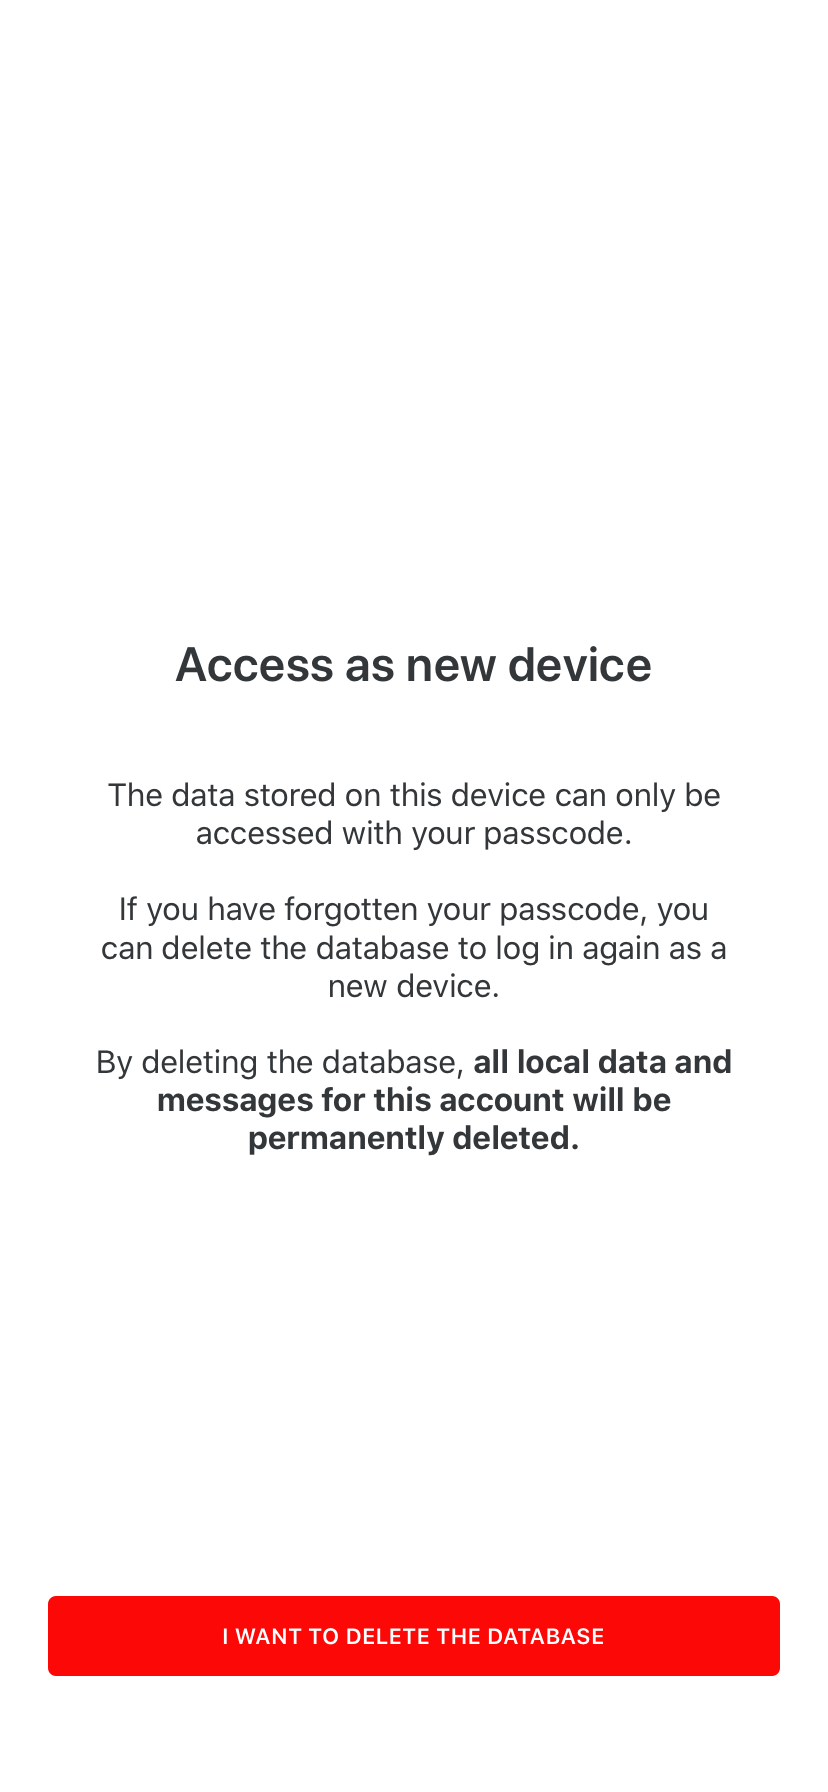 Access as new device
The data stored on this device can only be
accessed with your passcode.
If you have forgotten your passcode, you
can delete the database to log in again as a
new device.
By deleting the database, all local data and
messages for this account will be
permanently deleted.
I WANT TO DELETE THE DATABASE